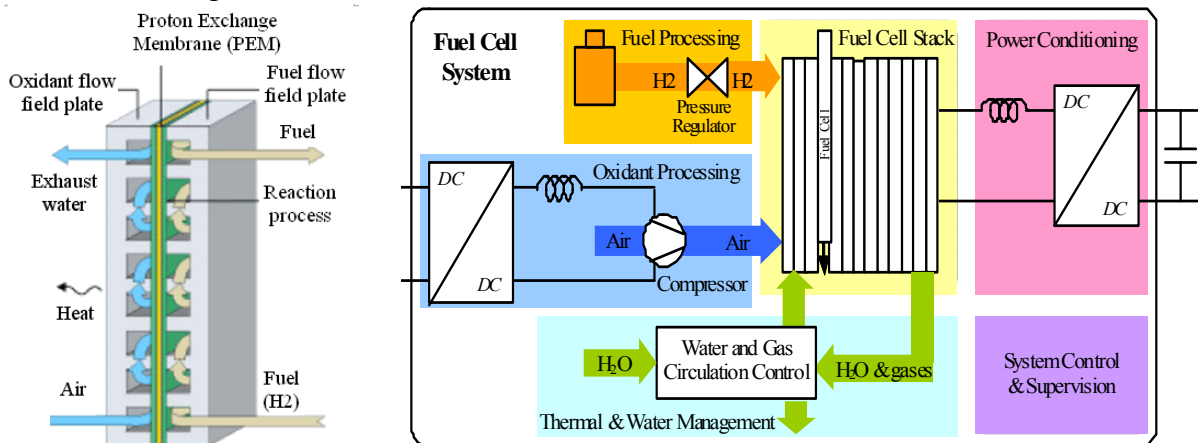 Proton Exchange
Membrane (PEM)
Oxidant flow
field plate
Fuel flow
field plate
Fuel
Exhaust
water
Reaction
process
Heat
Air
Fuel
(H2)
Fuel Cell
System
Fuel Processing
H2
H2
Pressure
Regulator
Fuel Cell Stack
Fuel Cell
Power Conditioning
DC
DC
Oxidant Processing
DC
DC
Air
Air
Compressor
H₂O
Water and Gas
Circulation Control
H₂O & gases
Thermal & Water Management
System Control
& Supervision